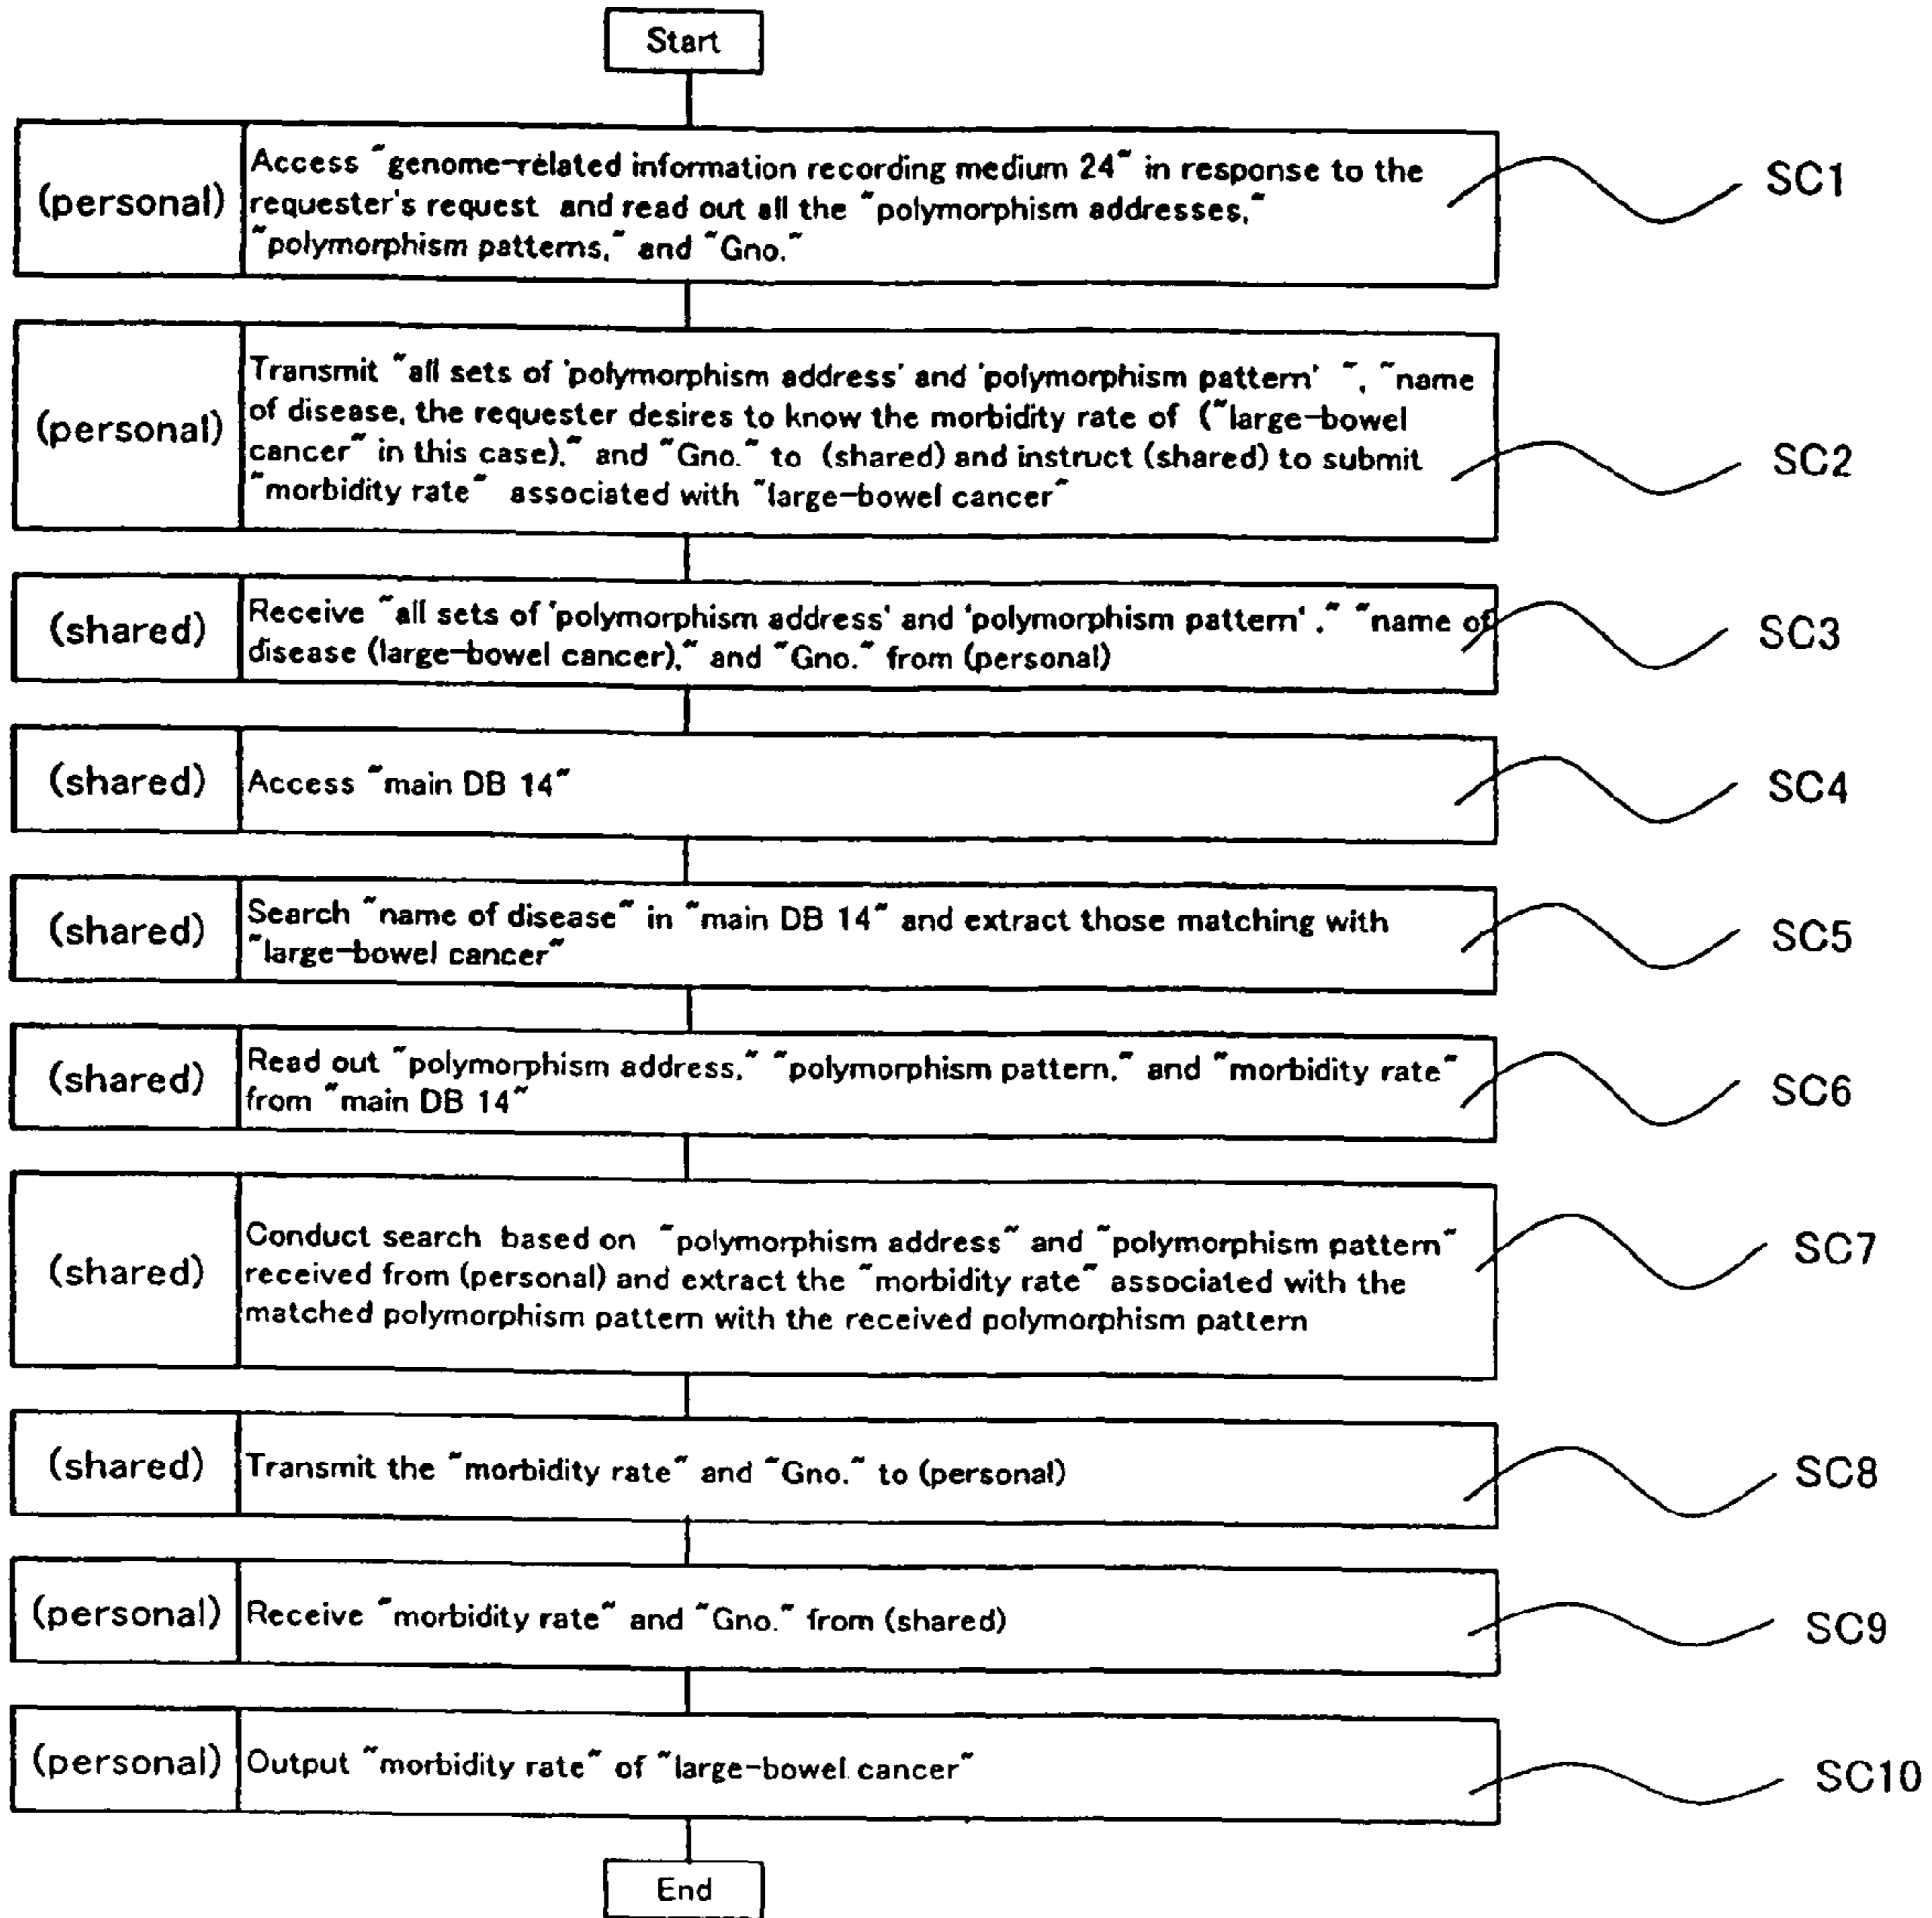 Start
(personal)
Access "genome-related information recording medium 24" in response to the
requester's request and read out all the "polymorphism addresses,"
"polymorphism patterns," and "Gno."
SC1
(personal)
Transmit "all sets of 'polymorphism address' and 'polymorphism pattern' ", "name
of disease, the requester desires to know the morbidity rate of ("large-bowel
cancer" in this case)," and "Gno." to (shared) and instruct (shared) to submit
"morbidity rate" associated with "large-bowel cancer"
SC2
(shared)
Receive "all sets of 'polymorphism address' and 'polymorphism pattern'," "name of
disease (large-bowel cancer)," and "Gno." from (personal)
SC3
(shared)
Access "main DB 14"
SC4
(shared)
Search "name of disease" in "main DB 14" and extract those matching with
"large-bowel cancer"
SC5
(shared)
Read out "polymorphism address," "polymorphism pattern," and "morbidity rate"
from "main DB 14"
SC6
(shared)
Conduct search based on "polymorphism address" and "polymorphism pattern"
received from (personal) and extract the "morbidity rate" associated with the
matched polymorphism pattern with the received polymorphism pattern
SC7
(shared)
Transmit the "morbidity rate" and "Gno." to (personal)
SC8
(personal)
Receive "morbidity rate" and "Gno." from (shared)
SC9
(personal)
Output "morbidity rate" of "large-bowel cancer"
SC10
End